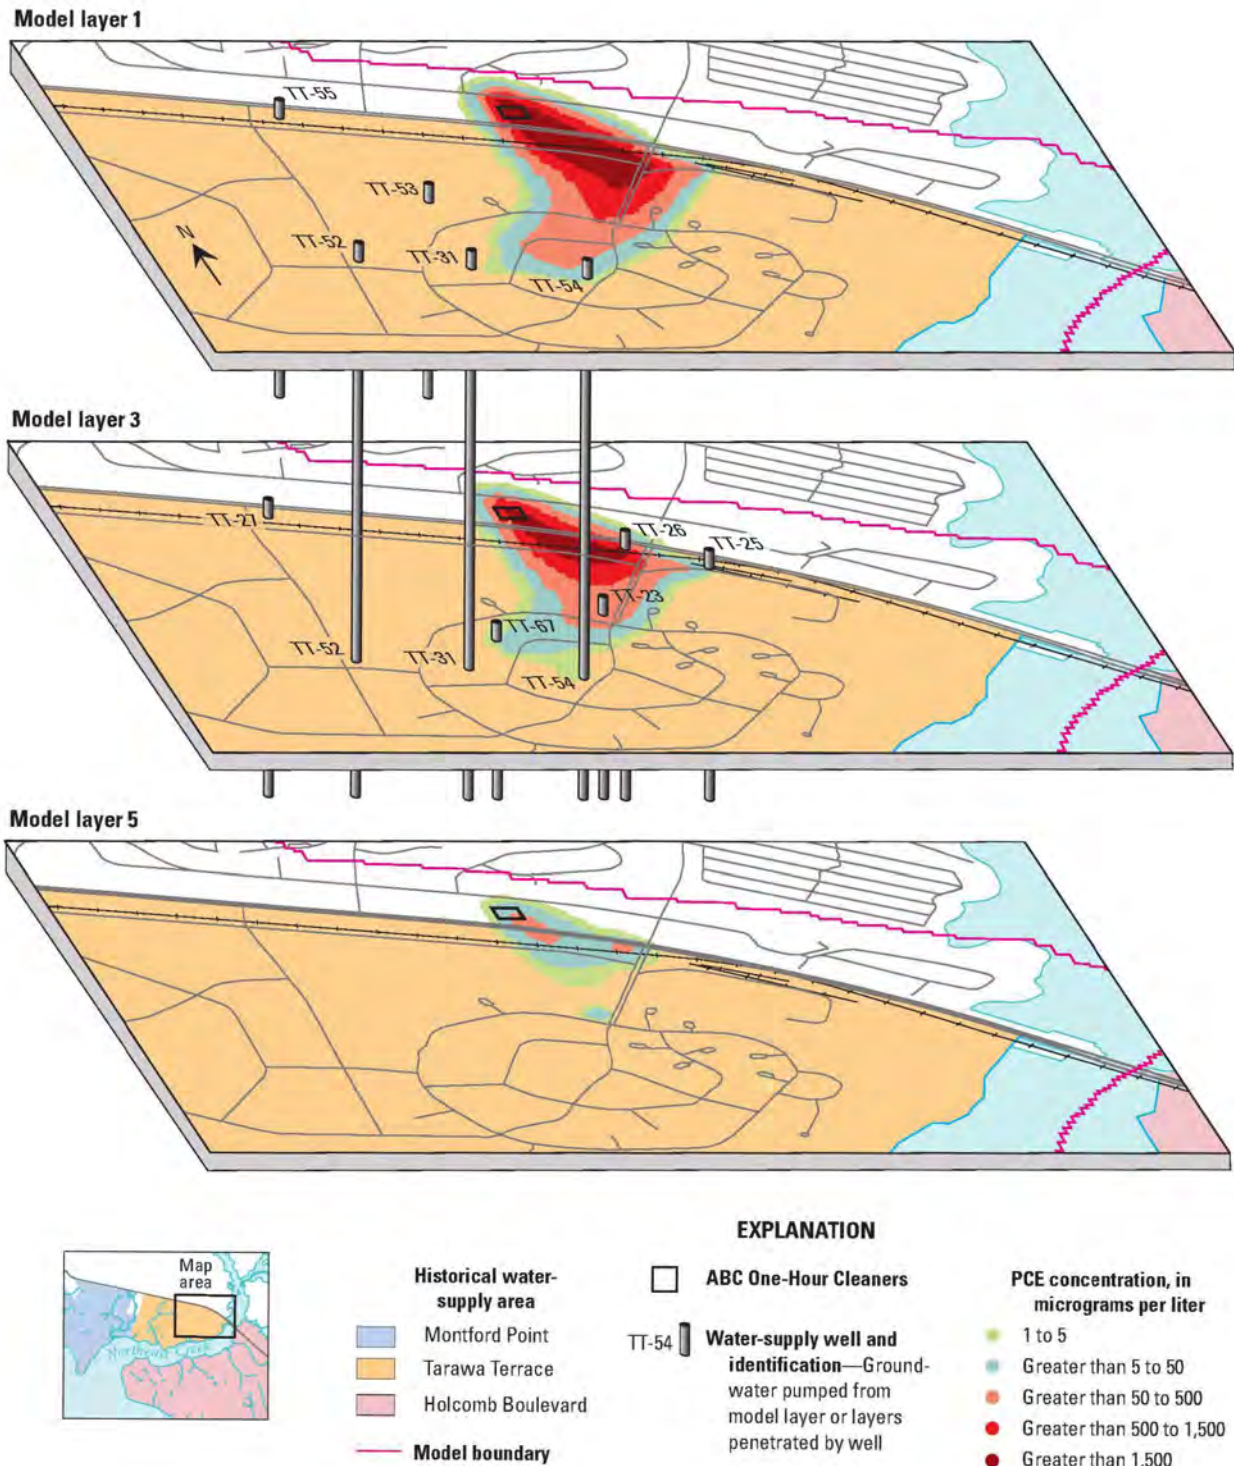 Model layer 1
TT-55
TT-53
N
TT-52
TT-31
TT-54
Model layer 3
TT-27
TT-26
TT-25
TT-23
TT-67
TT-52
TT-31
TT-54
Model layer 5
EXPLANATION
Map
area
Northeast Creek
Historical water-
supply area
Montford Point
Tarawa Terrace
Holcomb Boulevard
Model boundary
ABC One-Hour Cleaners
TT-54
Water-supply well and
identification—Ground-
water pumped from
model layer or layers
penetrated by well
PCE concentration, in
micrograms per liter
1 to 5
Greater than 5 to 50
Greater than 50 to 500
Greater than 500 to 1,500
Greater than 1,500